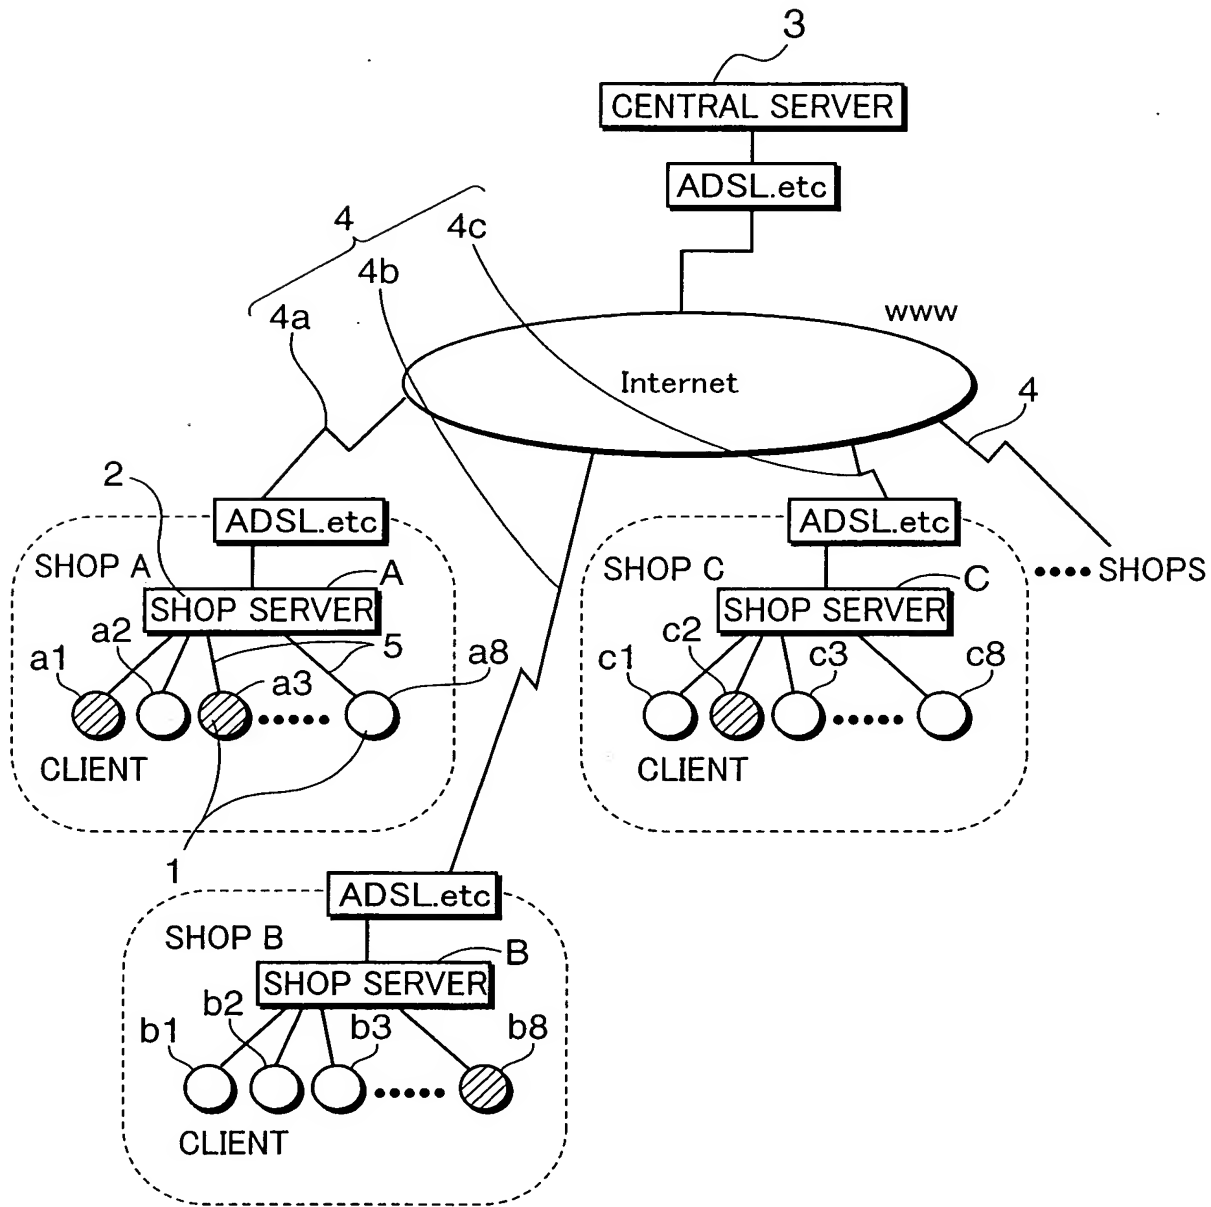 3
CENTRAL SERVER
ADSL.etc
4
4c
4b
4a
www
Internet
4
2
ADSL.etc
ADSL.etc
SHOP A
A
SHOP C
C
SHOPS
SHOP SERVER
SHOP SERVER
a1
a2
5
a3
a8
c1
c2
c3
c8
CLIENT
CLIENT
1
ADSL.etc
SHOP B
B
SHOP SERVER
b1
b2
b3
b8
CLIENT